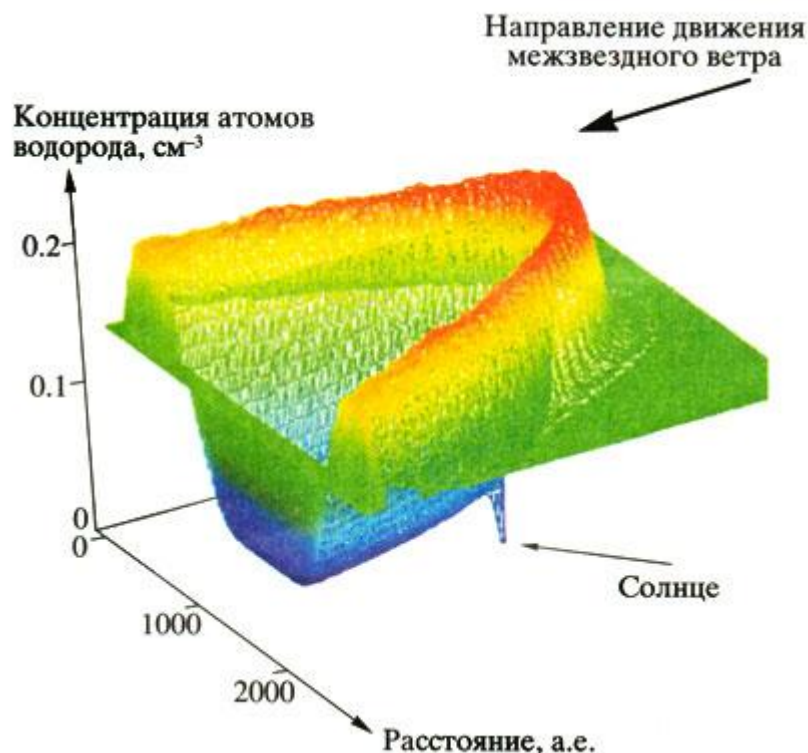 Направление движения
межзвездного ветра
Концентрация атомов
водорода, см⁻³
0.2
0.1
0
0
1000
2000
Солнце
Расстояние, а.е.